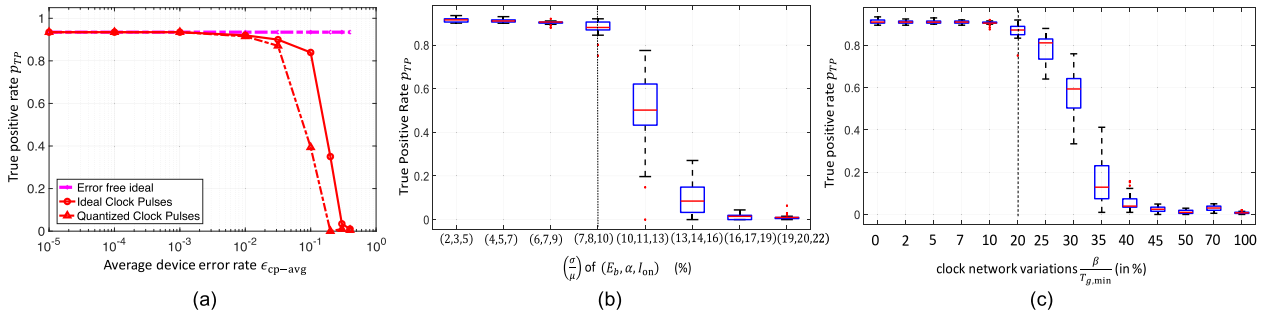 True positive rate p_TP
1
0.8
0.6
0.4
0.2
0
Error free ideal
Ideal Clock Pulses
Quantized Clock Pulses
10^-5 10^-4 10^-3 10^-2 10^-1 10^0
Average device error rate ϵ_cp−avg
(a)
True Positive Rate p_TP
0.8
0.6
0.4
0.2
0
(2,3,5) (4,5,7) (6,7,9) (7,8,10) (10,11,13) (13,14,16) (16,17,19) (19,20,22)
(σ/μ) of (E_b, α, I_on) (%)
(b)
True positive Rate p_TP
0.8
0.6
0.4
0.2
0
0 2 5 7 10 20 25 30 35 40 45 50 70 100
clock network variations β/T_g,min (in %)
(c)